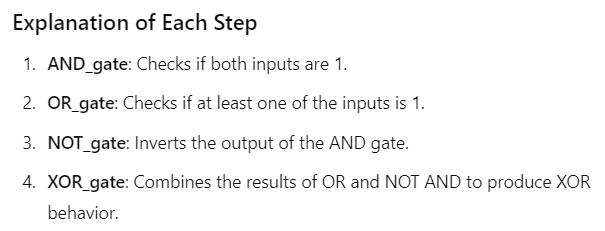 Explanation of Each Step
1. AND_gate: Checks if both inputs are 1.
2. OR_gate: Checks if at least one of the inputs is 1.
3. NOT_gate: Inverts the output of the AND gate.
4. XOR_gate: Combines the results of OR and NOT AND to produce XOR
behavior.